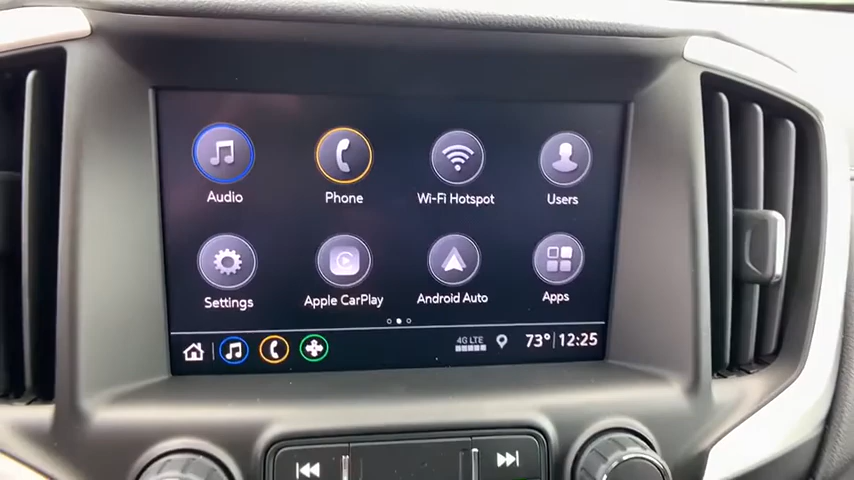 Audio Phone Wi-Fi Hotspot Users
Settings Apple CarPlay Android Auto Apps
4G LTE 73° 12:25